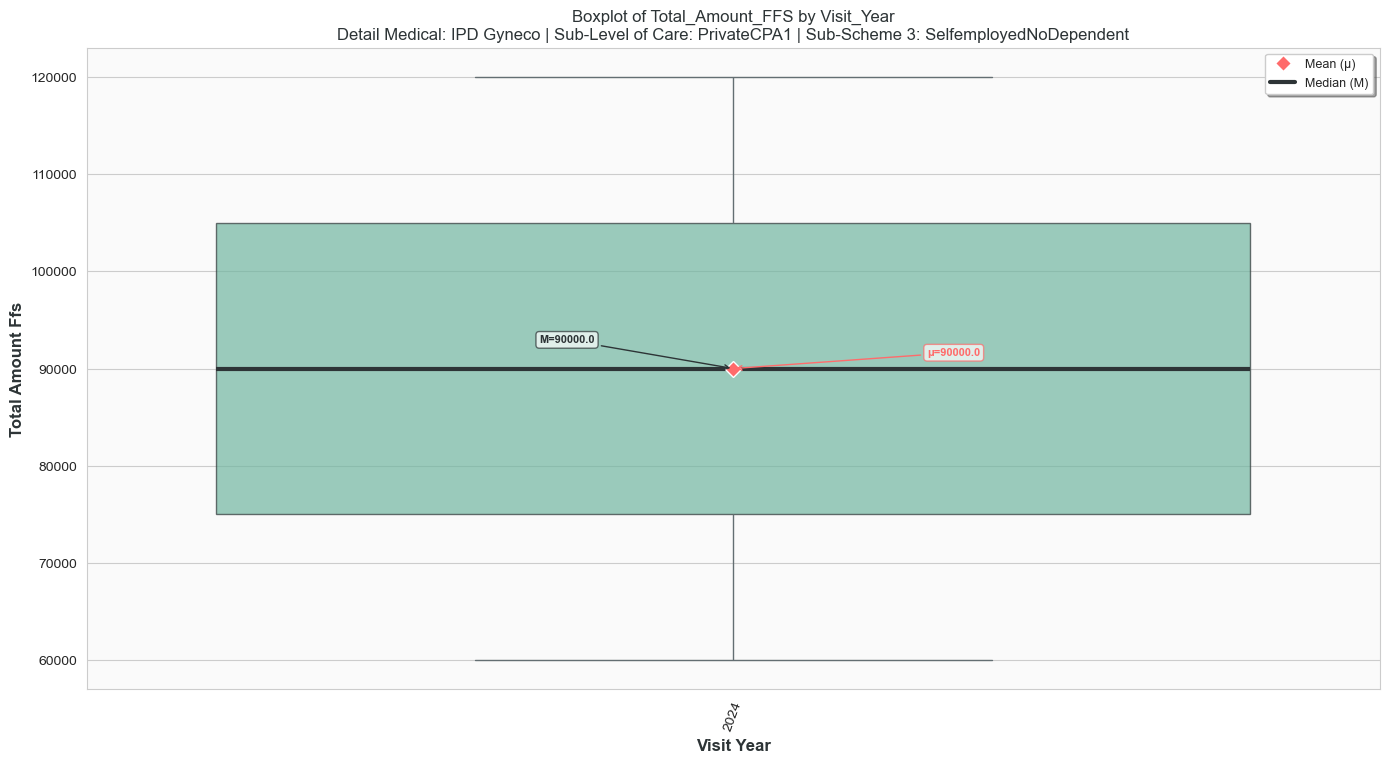 Boxplot of Total_Amount_FFS by Visit_Year
Detail Medical: IPD Gyneco | Sub-Level of Care: PrivateCPA1 | Sub-Scheme 3: SelfemployedNoDependent
Mean (μ)
Median (M)
120000
110000
100000
90000
80000
70000
60000
Total Amount Ffs
M=90000.0
μ=90000.0
2024
Visit Year